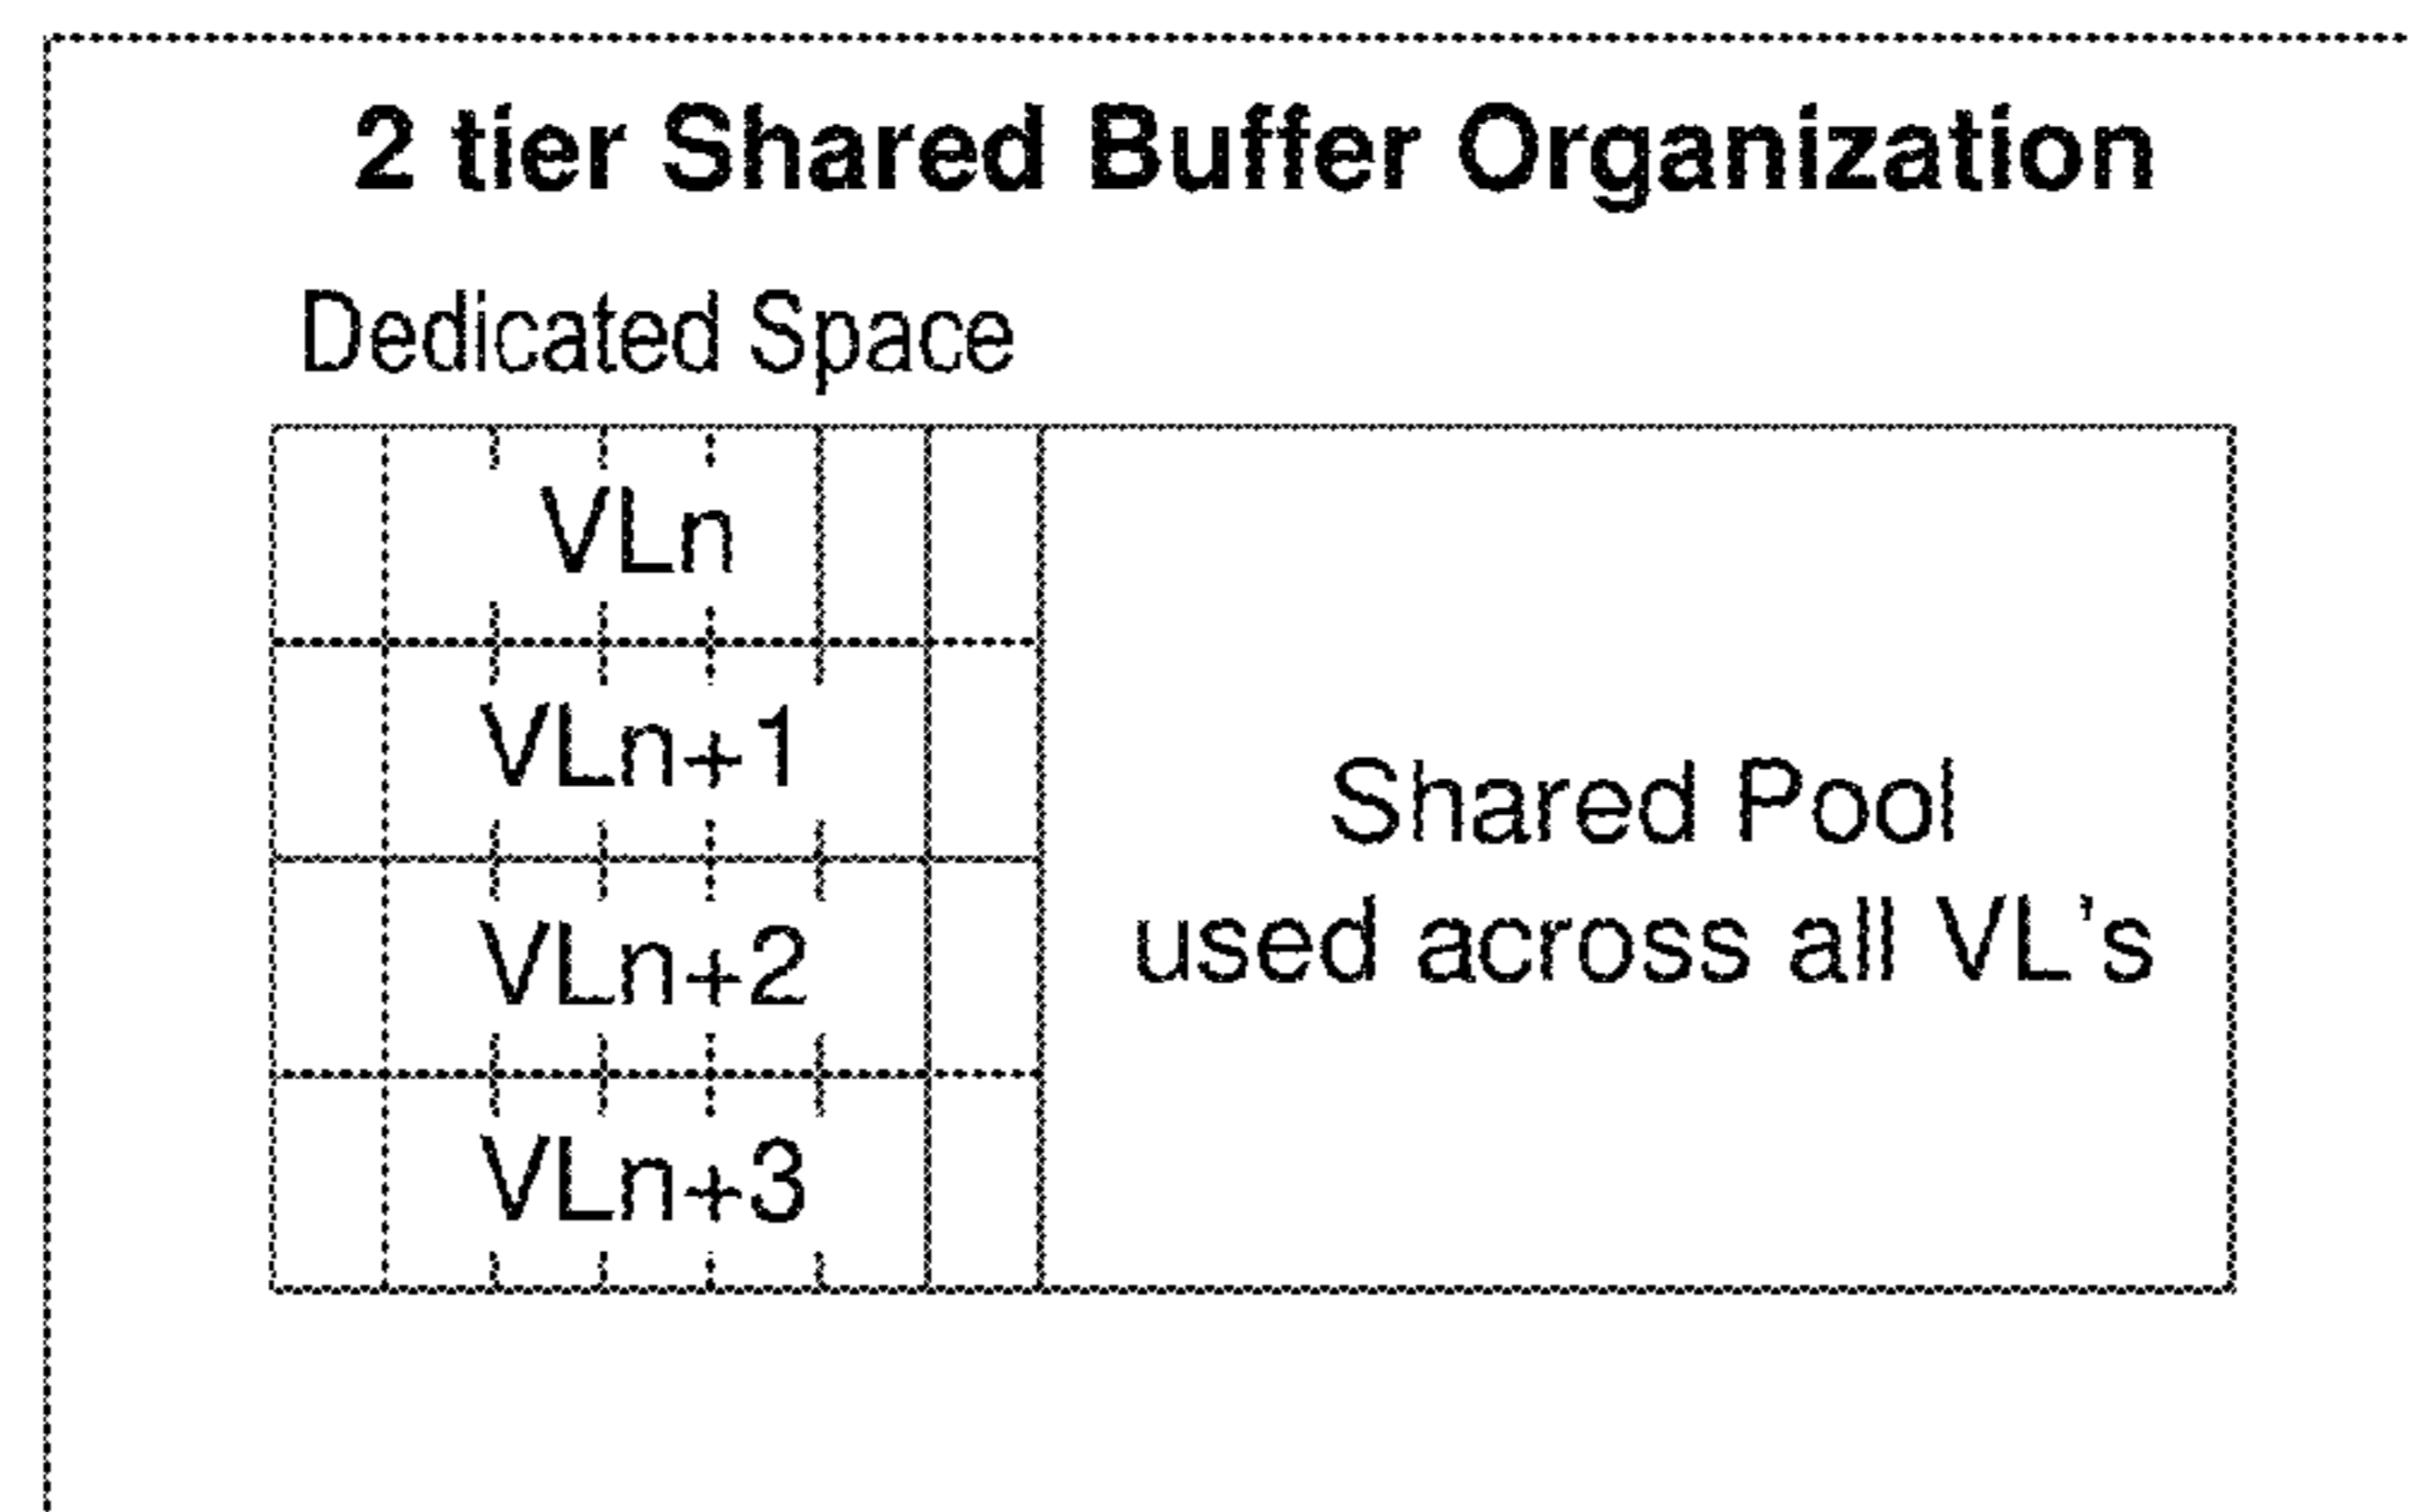 2 tier Shared Buffer Organization
Dedicated Space
VLn
VLn+1
VLn+2
VLn+3
Shared Pool
used across all VL's